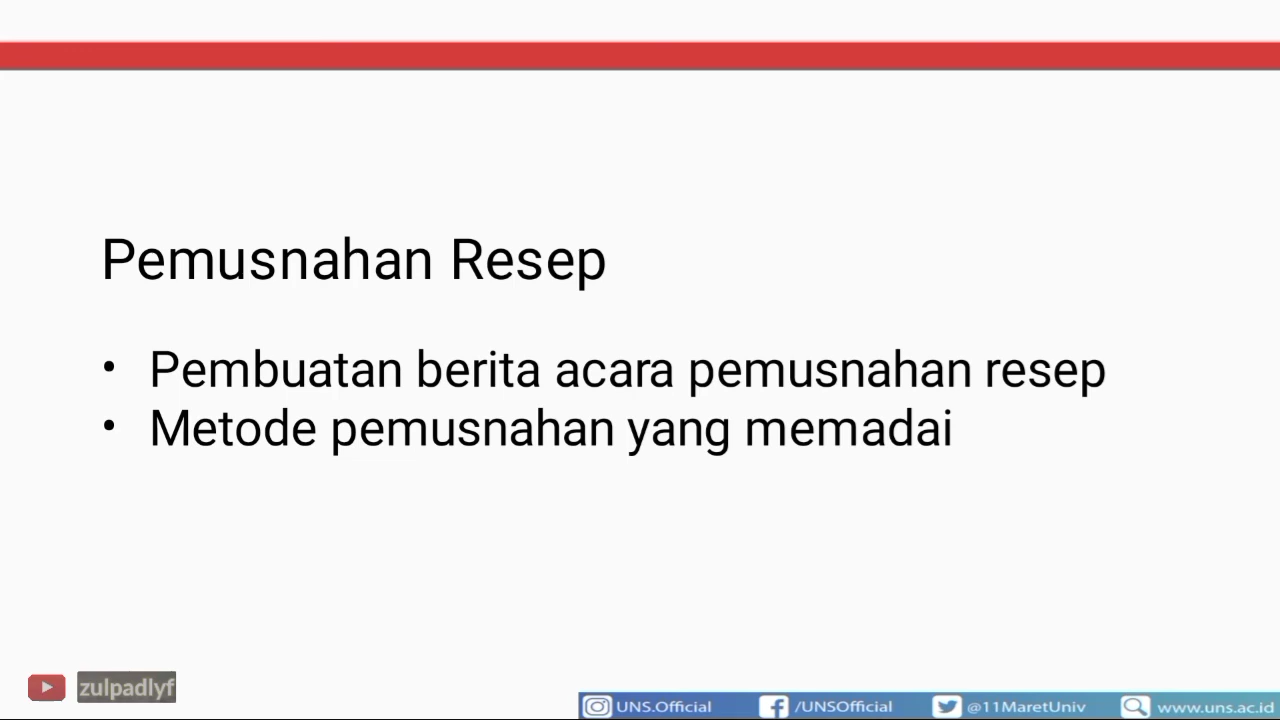 Pemusnahan Resep
• Pembuatan berita acara pemusnahan resep
• Metode pemusnahan yang memadai
zulpadlyf
UNS.Official /UNSOfficial @11MaretUniv www.uns.ac.id